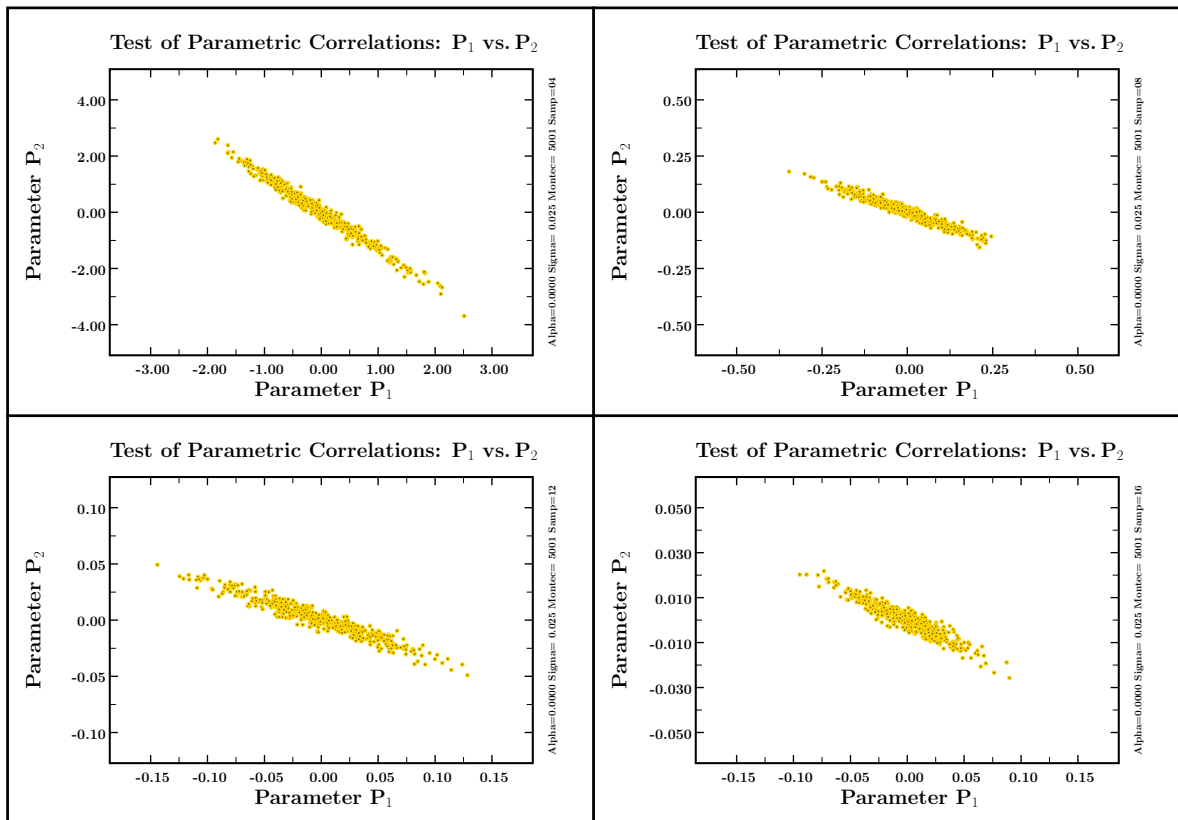 Test of Parametric Correlations: P₁ vs. P₂
4.00
2.00
0.00
-2.00
-4.00
Parameter P₂
-3.00 -2.00 -1.00 0.00 1.00 2.00 3.00
Parameter P₁
Alpha=0.0000 Sigma= 0.025 Montec= 5001 Samp=04
Test of Parametric Correlations: P₁ vs. P₂
0.50
0.25
0.00
-0.25
-0.50
Parameter P₂
-0.50 -0.25 0.00 0.25 0.50
Parameter P₁
Alpha=0.0000 Sigma= 0.025 Montec= 5001 Samp=08
Test of Parametric Correlations: P₁ vs. P₂
0.10
0.05
0.00
-0.05
-0.10
Parameter P₂
-0.15 -0.10 -0.05 0.00 0.05 0.10 0.15
Parameter P₁
Alpha=0.0000 Sigma= 0.025 Montec= 5001 Samp=12
Test of Parametric Correlations: P₁ vs. P₂
0.050
0.030
0.010
-0.010
-0.030
-0.050
Parameter P₂
-0.15 -0.10 -0.05 0.00 0.05 0.10 0.15
Parameter P₁
Alpha=0.0000 Sigma= 0.025 Montec= 5001 Samp=16